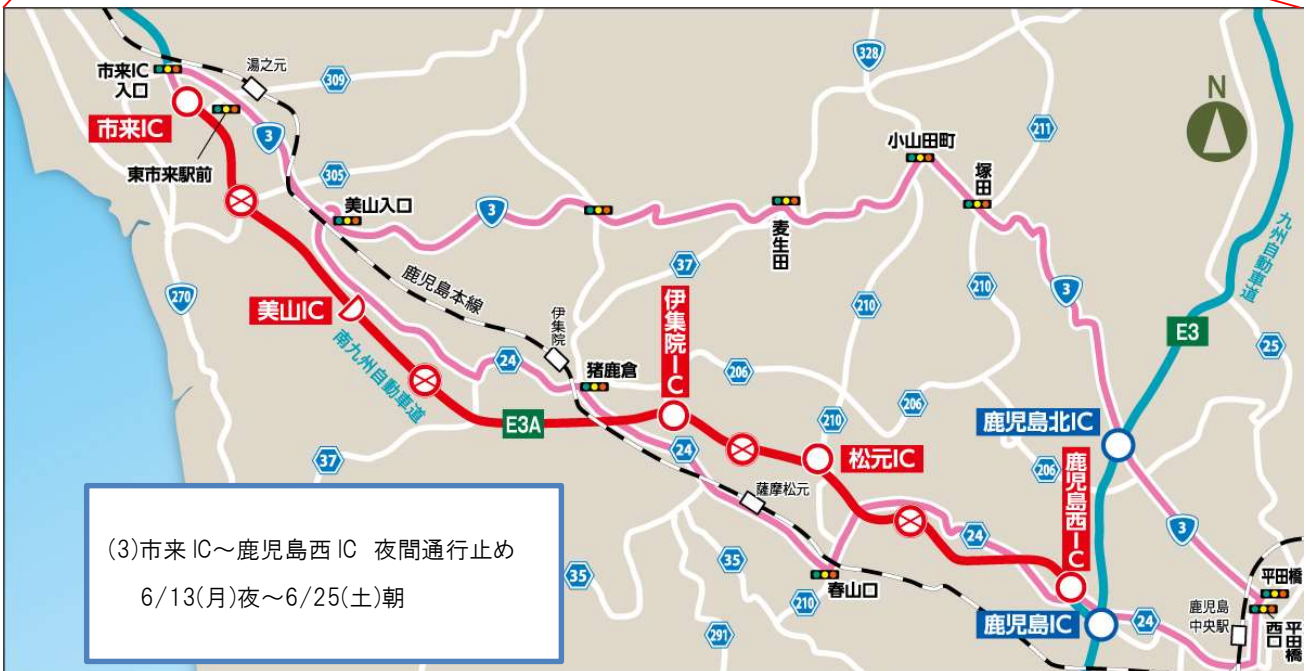 市来IC
入口
湯之元
309
328
N
市来IC
3
東市来駅前
305
美山入口
3
小山田町
211
塚田
麦生田
37
270
鹿児島本線
美山IC
南九州自動車道
伊集院
24
猪鹿倉
伊集院IC
210
210
3
九州自動車道
E3
25
206
206
E3A
24
210
松元IC
鹿児島北IC
206
鹿児島西IC
37
薩摩松元
24
3
35
35
春山口
210
291
鹿児島IC
24
鹿児島
中央駅
平田橋
平田橋
西口
(3)市来IC～鹿児島西IC 夜間通行止め
6/13(月)夜～6/25(土)朝